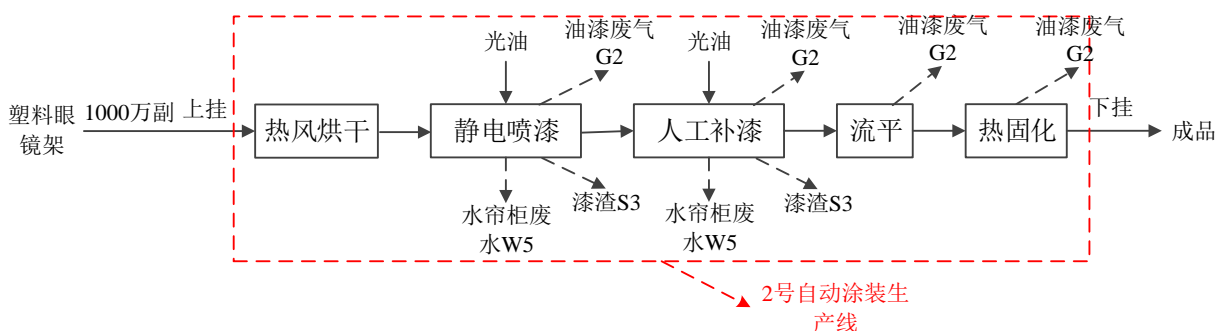 光油
油漆废气
G2
光油
油漆废气
G2
油漆废气
G2
油漆废气
G2
塑料眼
镜架
1000万副
上挂
热风烘干
静电喷漆
人工补漆
流平
热固化
下挂
成品
水帘柜废
水W5
漆渣S3
水帘柜废
水W5
漆渣S3
2号自动涂装生
产线